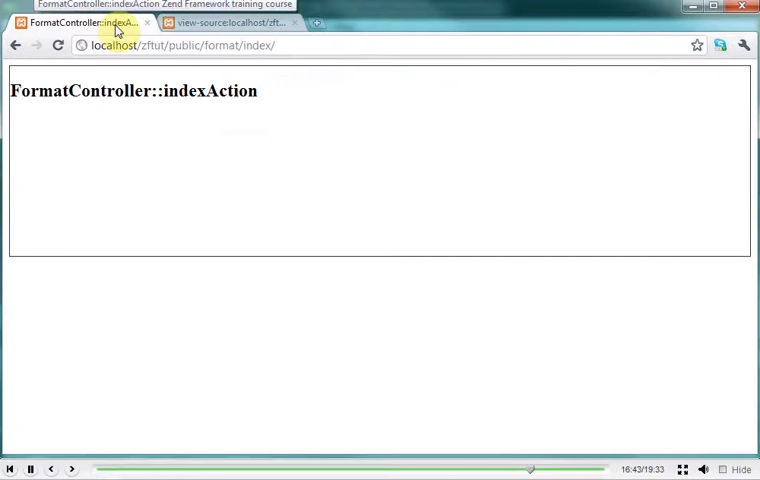 FormatController::indexAction Zend Framework training course
FormatController::indexA...
view-source:localhost/zft...
localhost/zftut/public/format/index/
FormatController::indexAction
16:43/19:33
Hide